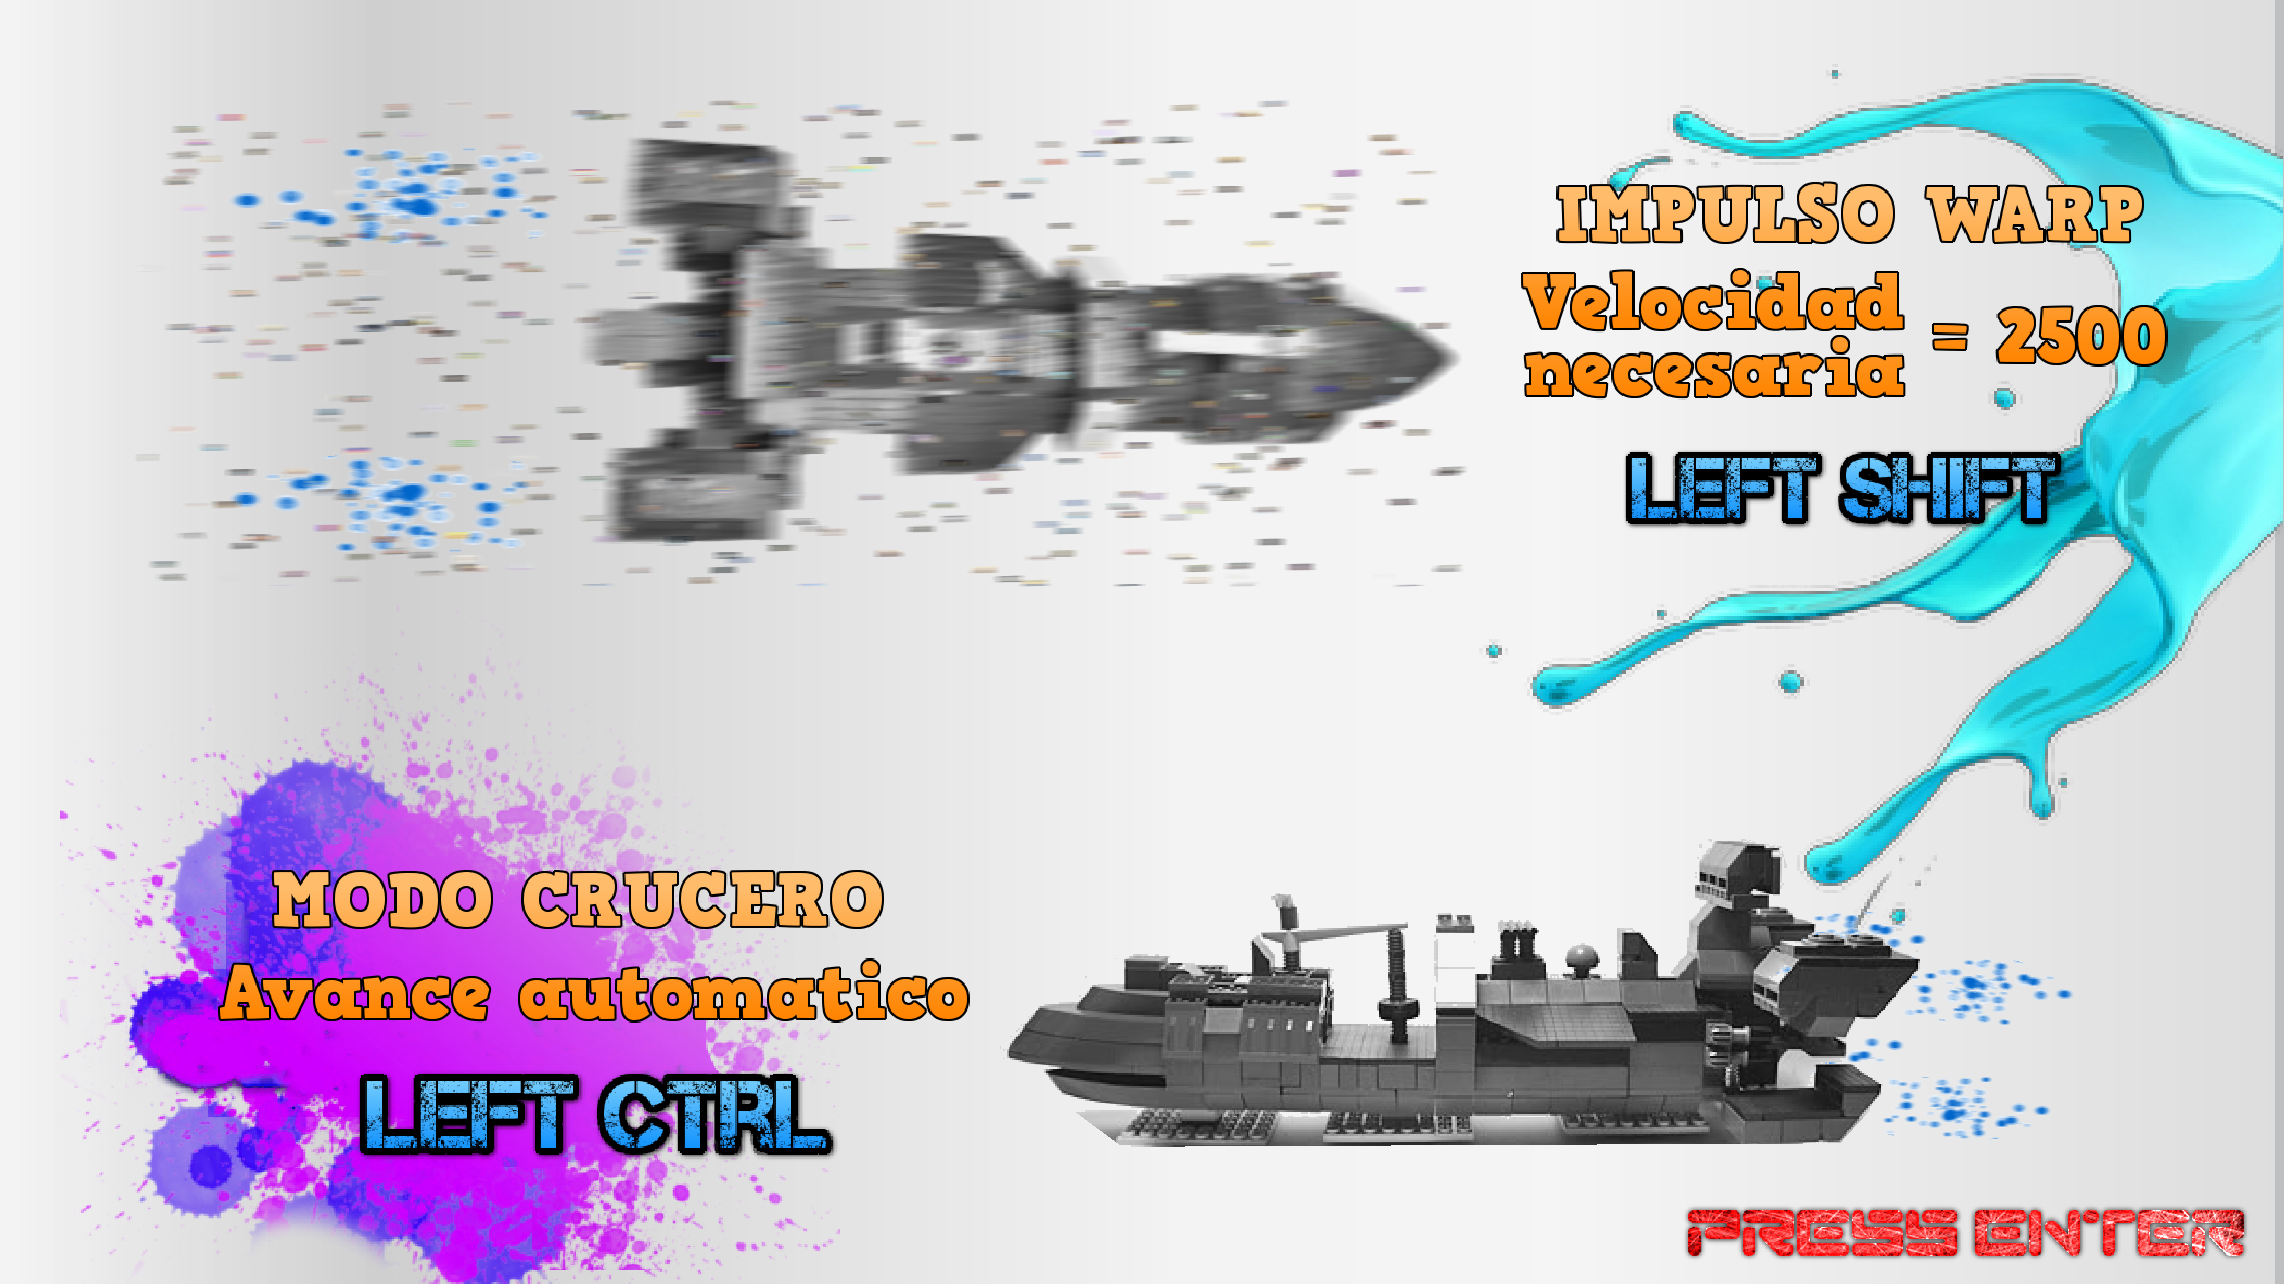 IMPULSO WARP
Velocidad
necesaria = 2500
LEFT SHIFT
MODO CRUCERO
Avance automatico
LEFT CTRL
PRESS ENTER